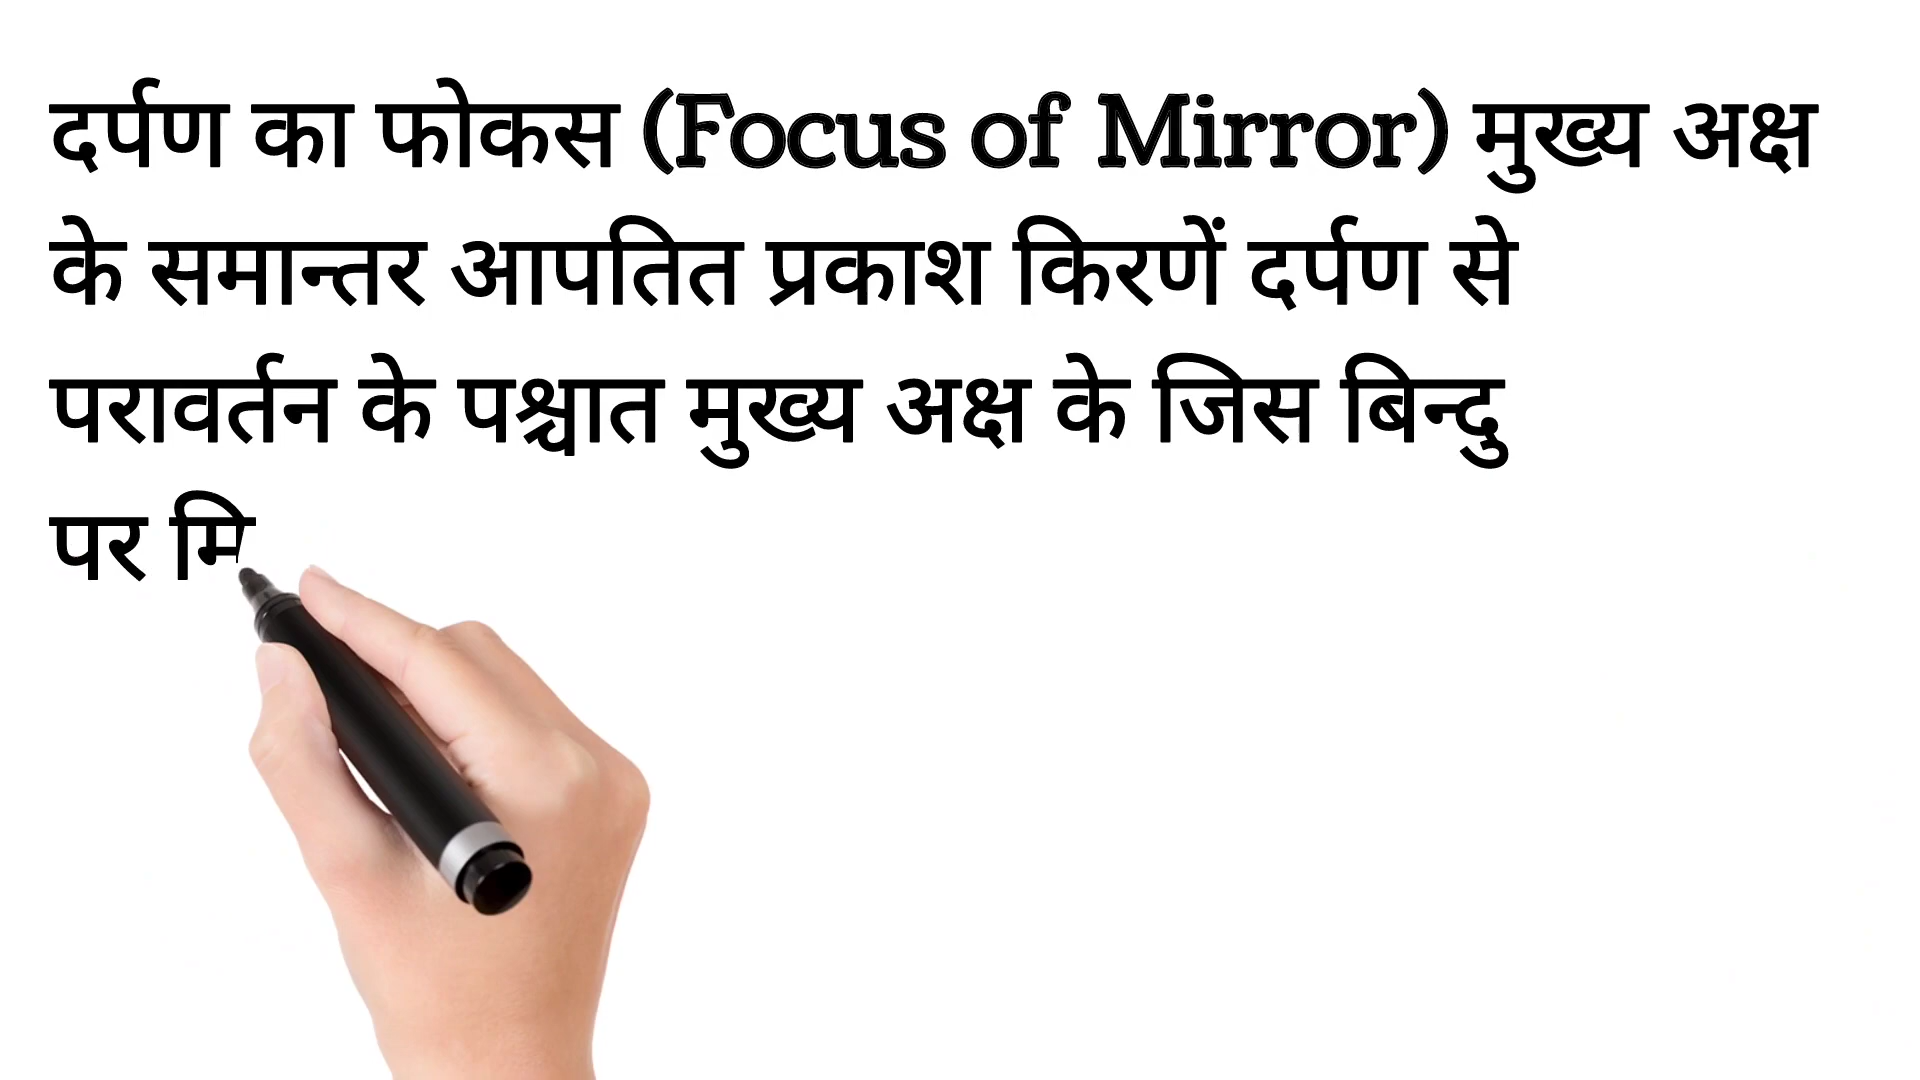 दर्पण का फोकस (Focus of Mirror) मुख्य अक्ष
के समान्तर आपतित प्रकाश किरणें दर्पण से
परावर्तन के पश्चात मुख्य अक्ष के जिस बिन्दु
पर मि